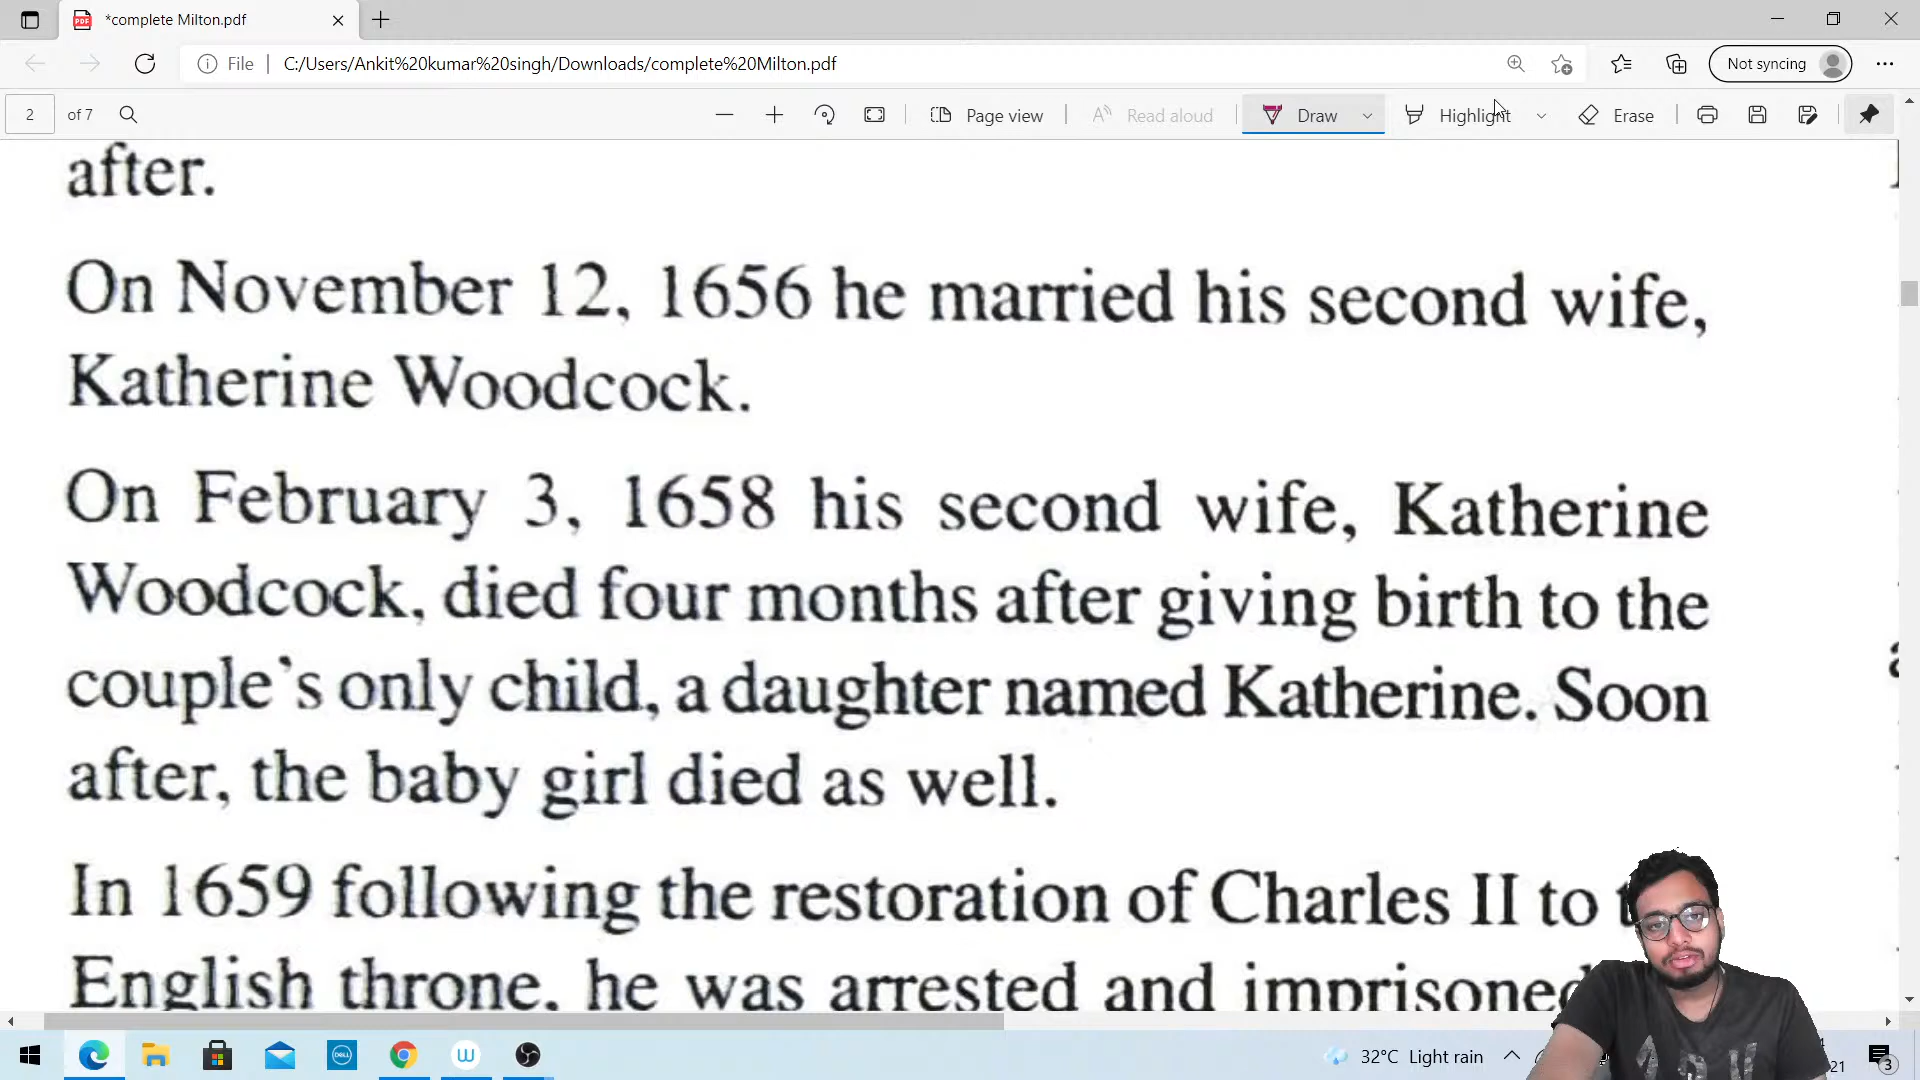 *complete Milton.pdf
File
C:/Users/Ankit%20kumar%20singh/Downloads/complete%20Milton.pdf
Not syncing
2 of 7
Page view
Read aloud
Draw
Highlight
Erase
after.
On November 12, 1656 he married his second wife,
Katherine Woodcock.
On February 3, 1658 his second wife, Katherine
Woodcock, died four months after giving birth to the
couple's only child, a daughter named Katherine. Soon
after, the baby girl died as well.
In 1659 following the restoration of Charles II to
English throne, he was arrested and imprisoned
32°C Light rain
21
3